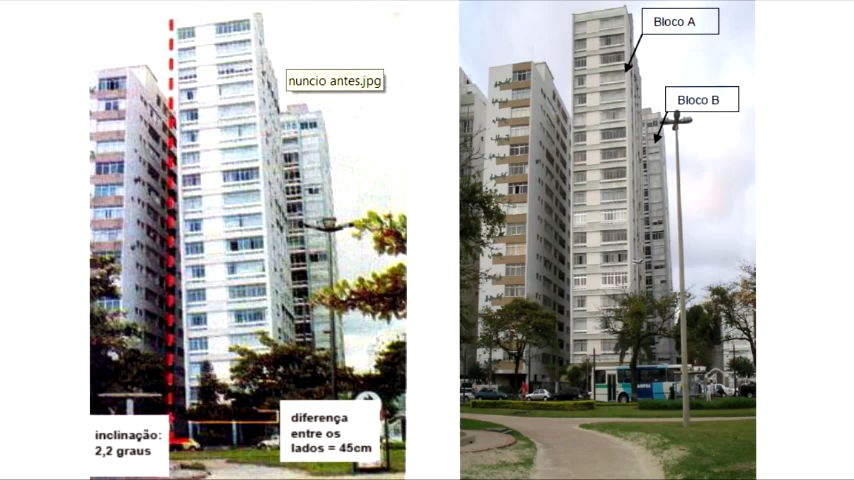 nuncio antes.jpg
inclinação:
2,2 graus
diferença
entre os
lados = 45cm
Bloco A
Bloco B